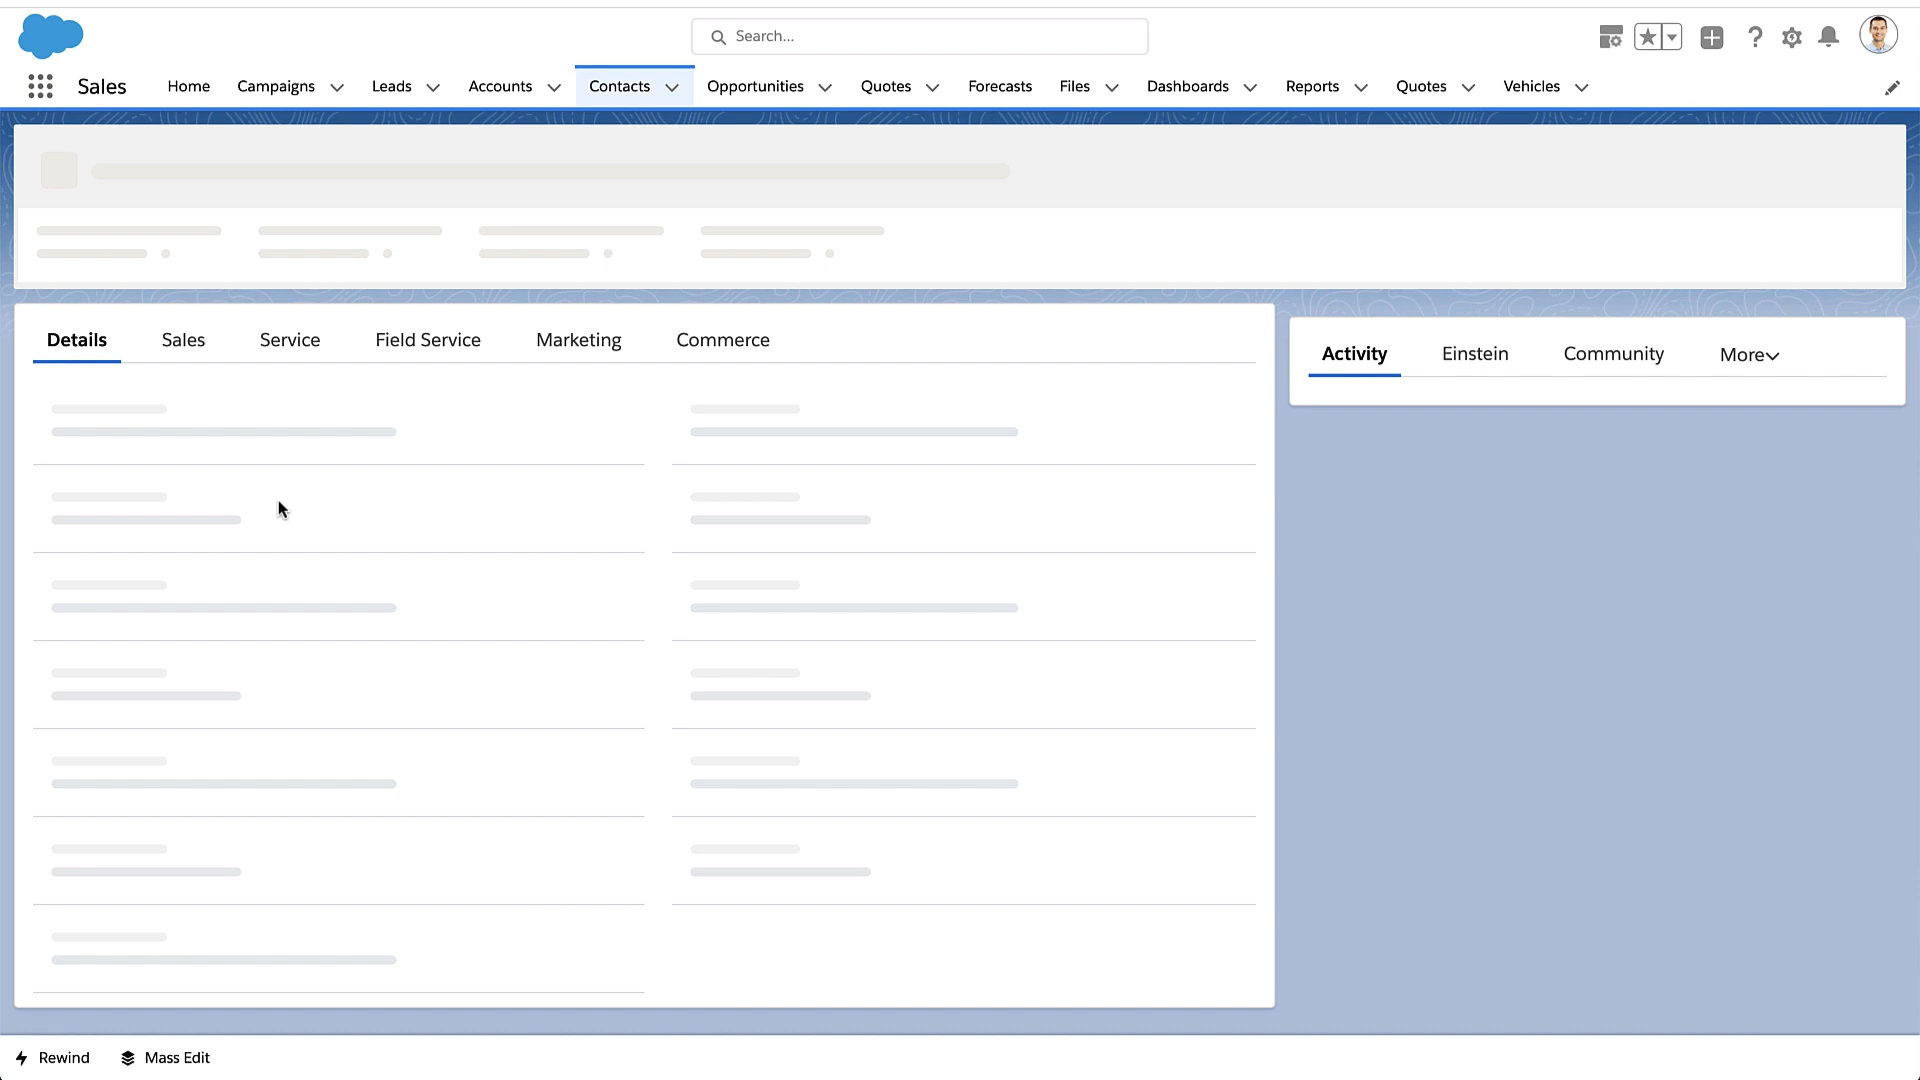 Search...
Sales
Home
Campaigns
Leads
Accounts
Contacts
Opportunities
Quotes
Forecasts
Files
Dashboards
Reports
Quotes
Vehicles
Details
Sales
Service
Field Service
Marketing
Commerce
Activity
Einstein
Community
More
Rewind
Mass Edit